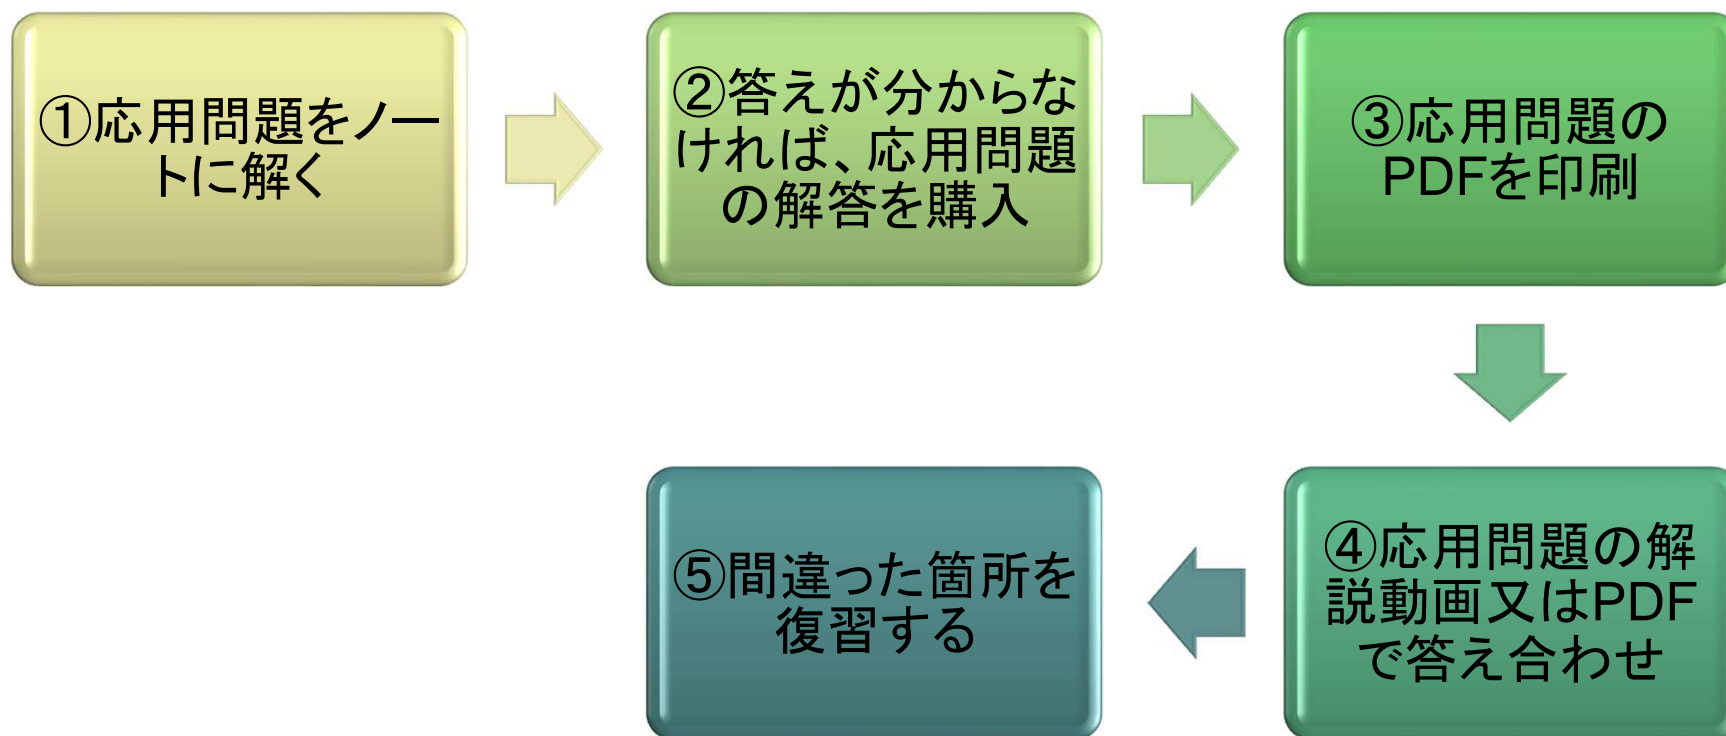 ①応用問題をノー
トに解く
②答えが分からな
ければ、応用問題
の解答を購入
③応用問題の
PDFを印刷
④応用問題の解
説動画又はPDF
で答え合わせ
⑤間違った箇所を
復習する